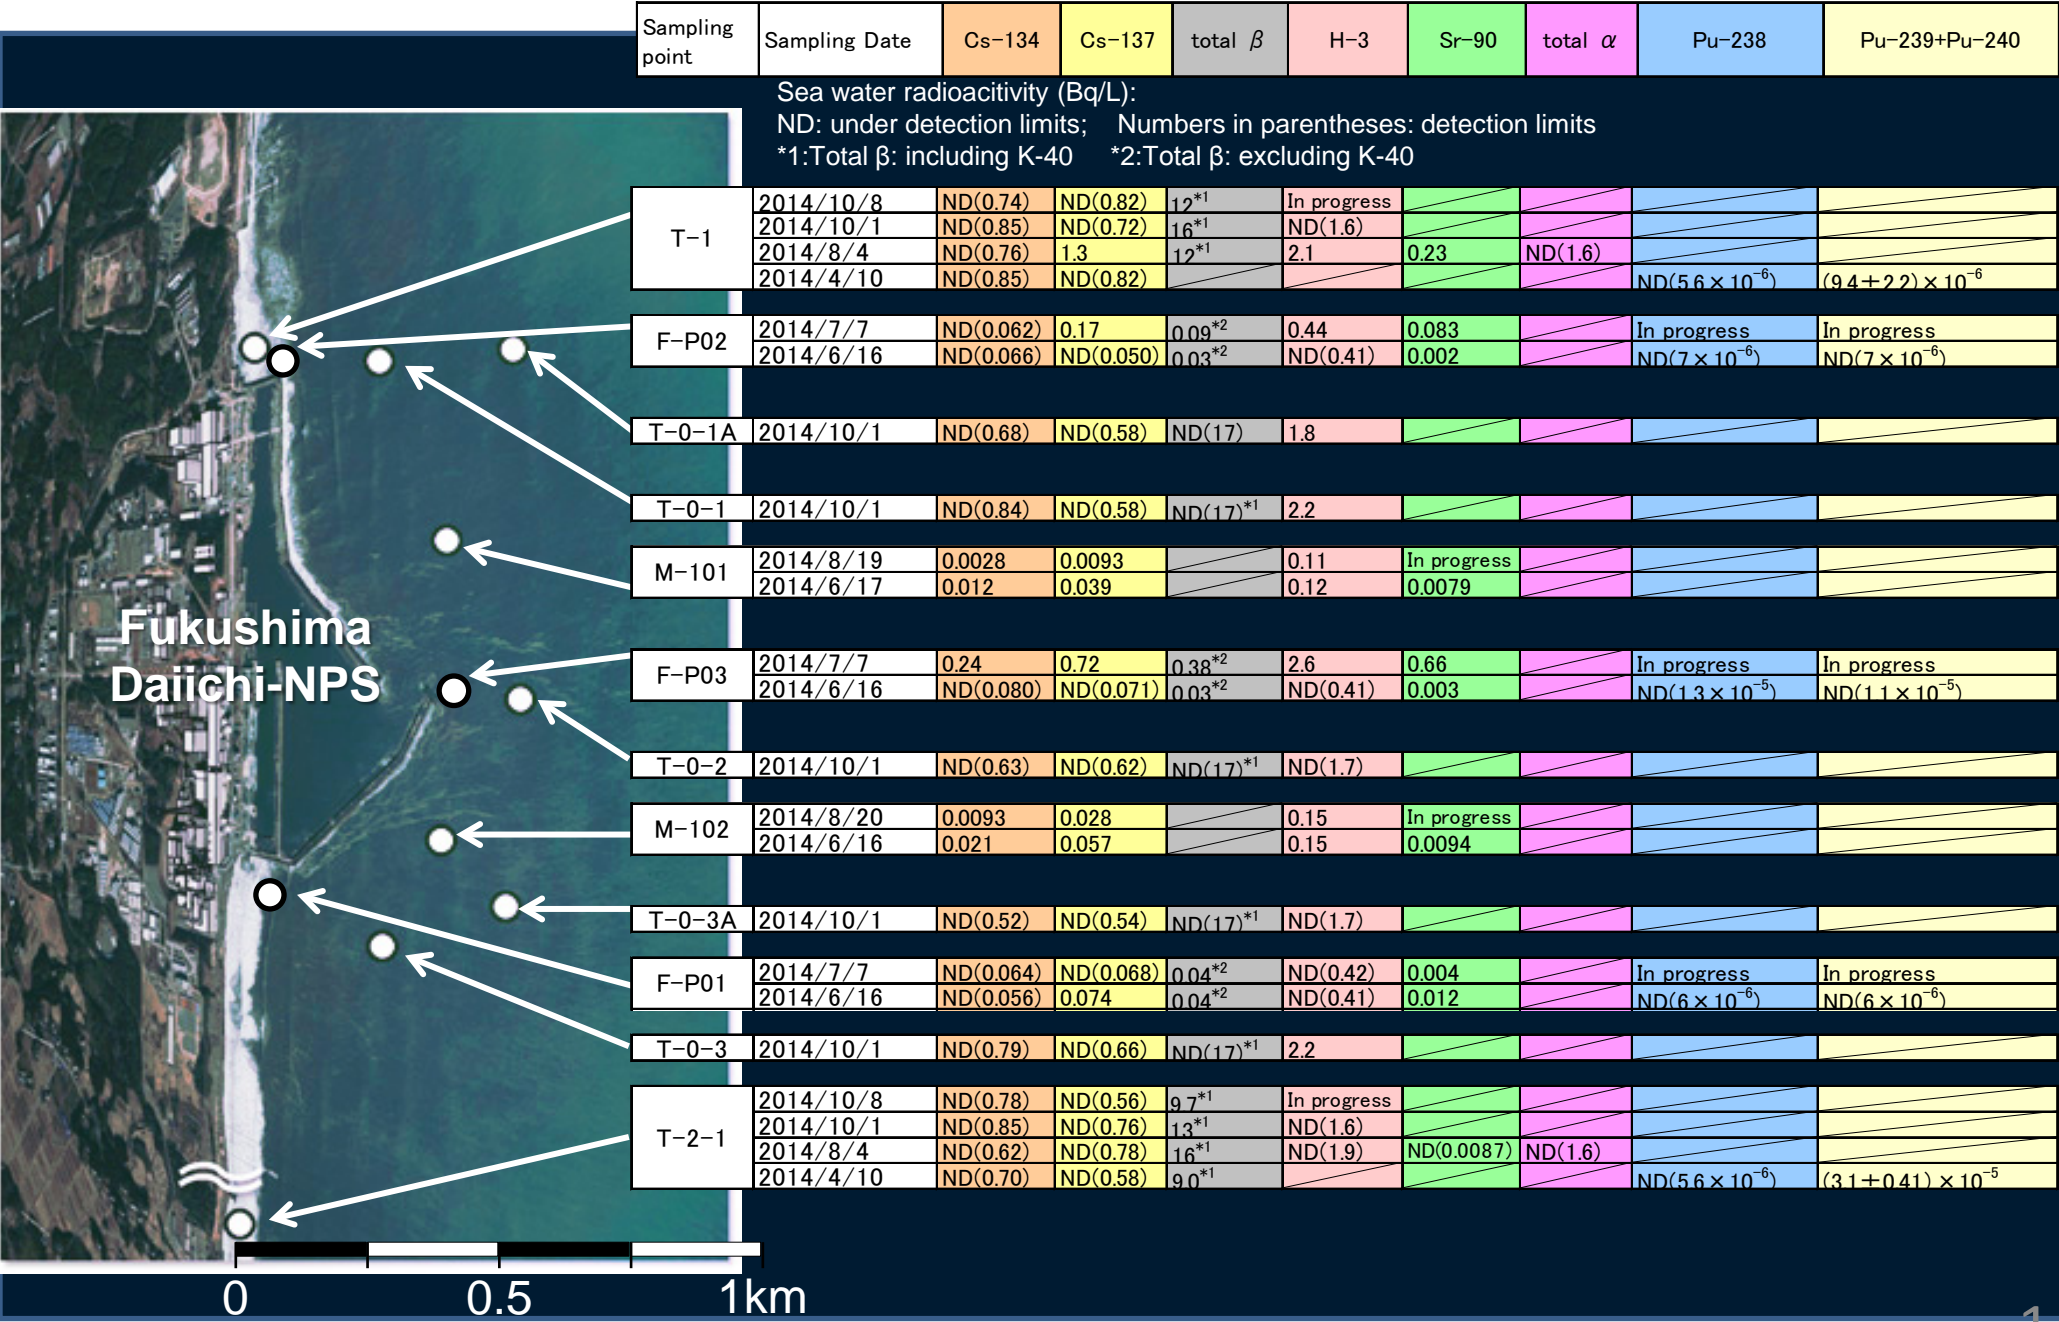 Sampling point Sampling Date Cs-134 Cs-137 total β H-3 Sr-90 total α Pu-238 Pu-239+Pu-240
Sea water radioacitivity (Bq/L):
ND: under detection limits; Numbers in parentheses: detection limits
*1:Total β: including K-40 *2:Total β: excluding K-40
T-1
2014/10/8 ND(0.74) ND(0.82) 12*1 In progress
2014/10/1 ND(0.85) ND(0.72) 16*1 ND(1.6)
2014/8/4 ND(0.76) 1.3 12*1 2.1 0.23 ND(1.6)
2014/4/10 ND(0.85) ND(0.82) ND(5.6×10⁻⁶) (9.4±2.2)×10⁻⁶
F-P02
2014/7/7 ND(0.062) 0.17 0.09*2 0.44 0.083 In progress In progress
2014/6/16 ND(0.066) ND(0.050) 0.03*2 ND(0.41) 0.002 ND(7×10⁻⁶) ND(7×10⁻⁶)
T-0-1A 2014/10/1 ND(0.68) ND(0.58) ND(17) 1.8
T-0-1 2014/10/1 ND(0.84) ND(0.58) ND(17)*1 2.2
M-101
2014/8/19 0.0028 0.0093 0.11 In progress
2014/6/17 0.012 0.039 0.12 0.0079
Fukushima
Daiichi-NPS
F-P03
2014/7/7 0.24 0.72 0.38*2 2.6 0.66 In progress In progress
2014/6/16 ND(0.080) ND(0.071) 0.03*2 ND(0.41) 0.003 ND(1.3×10⁻⁵) ND(1.1×10⁻⁵)
T-0-2 2014/10/1 ND(0.63) ND(0.62) ND(17)*1 ND(1.7)
M-102
2014/8/20 0.0093 0.028 0.15 In progress
2014/6/16 0.021 0.057 0.15 0.0094
T-0-3A 2014/10/1 ND(0.52) ND(0.54) ND(17)*1 ND(1.7)
F-P01
2014/7/7 ND(0.064) ND(0.068) 0.04*2 ND(0.42) 0.004 In progress In progress
2014/6/16 ND(0.056) 0.074 0.04*2 ND(0.41) 0.012 ND(6×10⁻⁶) ND(6×10⁻⁶)
T-0-3 2014/10/1 ND(0.79) ND(0.66) ND(17)*1 2.2
T-2-1
2014/10/8 ND(0.78) ND(0.56) 9.7*1 In progress
2014/10/1 ND(0.85) ND(0.76) 13*1 ND(1.6)
2014/8/4 ND(0.62) ND(0.78) 16*1 ND(1.9) ND(0.0087) ND(1.6)
2014/4/10 ND(0.70) ND(0.58) 9.0*1 ND(5.6×10⁻⁶) (3.1±0.41)×10⁻⁵
0 0.5 1km
1